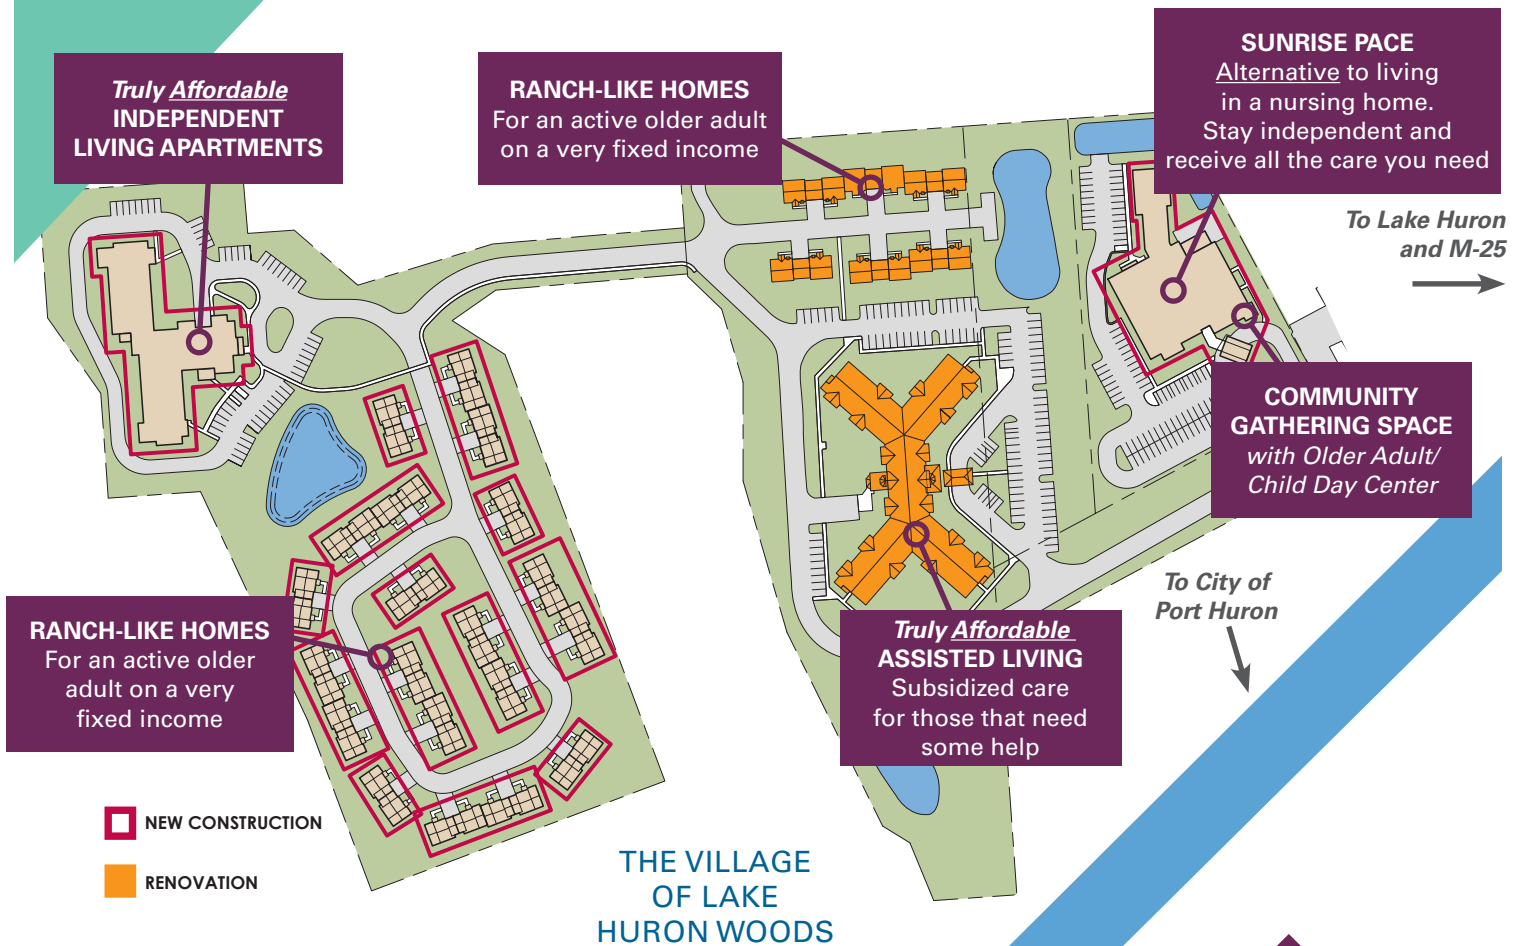 Truly Affordable
INDEPENDENT
LIVING APARTMENTS
RANCH-LIKE HOMES
For an active older adult
on a very fixed income
SUNRISE PACE
Alternative to living
in a nursing home.
Stay independent and
receive all the care you need
To Lake Huron
and M-25
COMMUNITY
GATHERING SPACE
with Older Adult/
Child Day Center
To City of
Port Huron
RANCH-LIKE HOMES
For an active older
adult on a very
fixed income
Truly Affordable
ASSISTED LIVING
Subsidized care
for those that need
some help
NEW CONSTRUCTION
RENOVATION
THE VILLAGE
OF LAKE
HURON WOODS